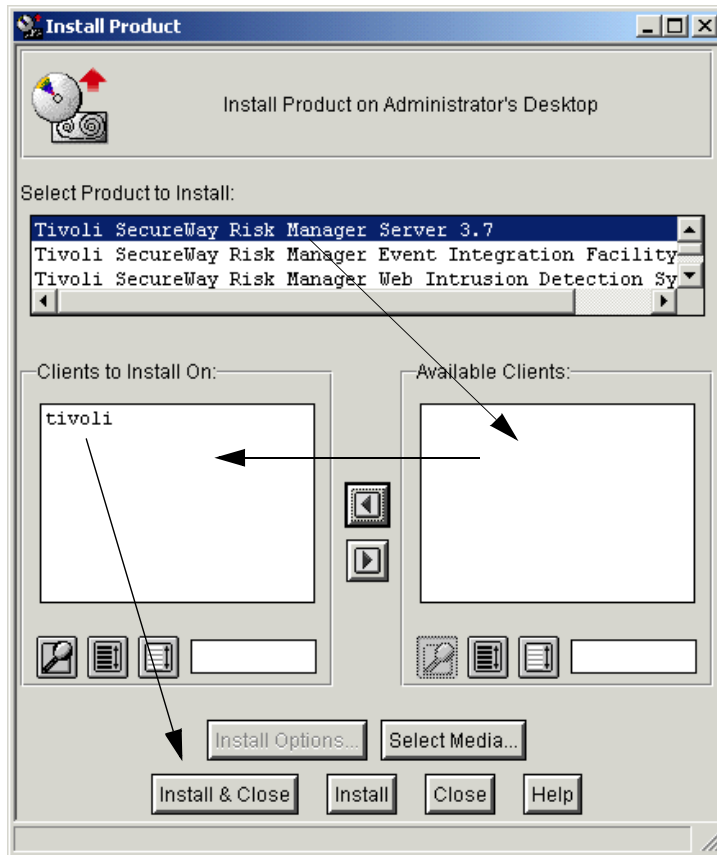 Install Product
Install Product on Administrator's Desktop
Select Product to Install:
Tivoli SecureWay Risk Manager Server 3.7
Tivoli SecureWay Risk Manager Event Integration Facility
Tivoli SecureWay Risk Manager Web Intrusion Detection Sy
Clients to Install On:
Available Clients:
tivoli
Install Options...
Select Media...
Install & Close
Install
Close
Help